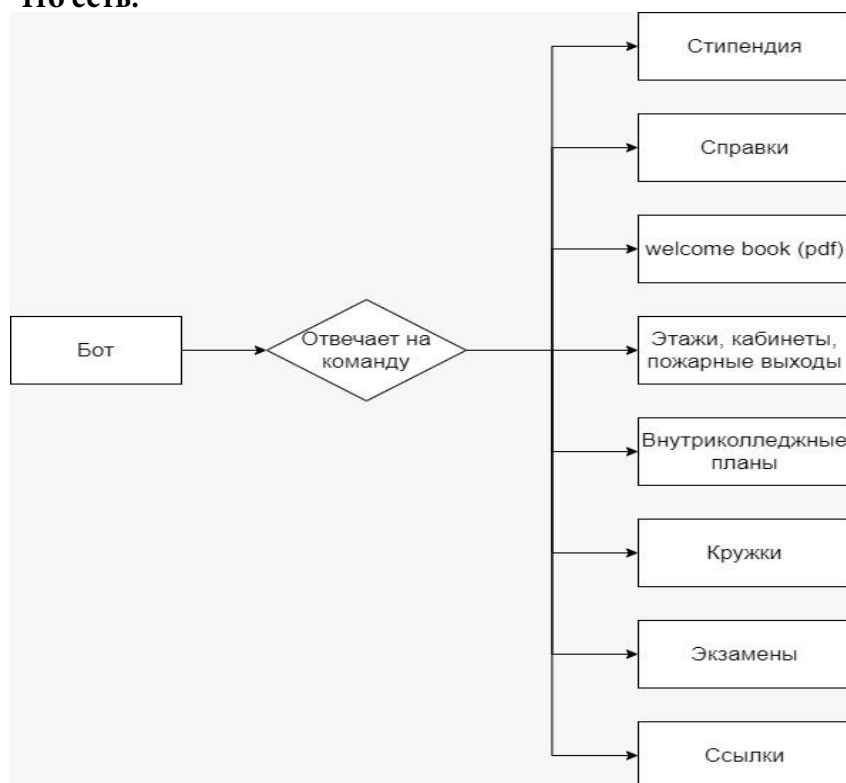 Стипендия
Справки
welcome book (pdf)
Бот
Отвечает на
команду
Этажи, кабинеты,
пожарные выходы
Внутриколледжные
планы
Кружки
Экзамены
Ссылки